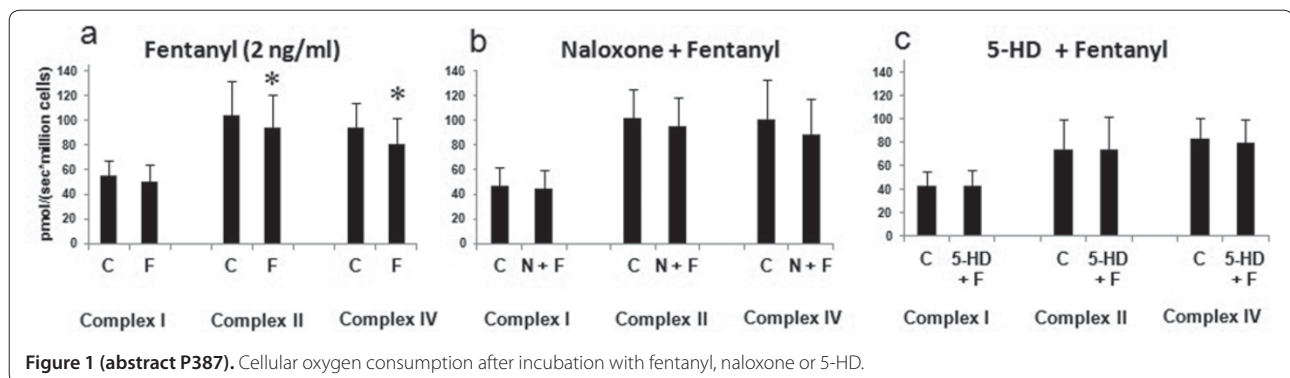 a
Fentanyl (2 ng/ml)
pmol/(sec*million cells)
140
120
100
80
60
40
20
0
*
*
C F C F C F
Complex I Complex II Complex IV
b
Naloxone + Fentanyl
140
120
100
80
60
40
20
0
C N + F C N + F C N + F
Complex I Complex II Complex IV
c
5-HD + Fentanyl
140
120
100
80
60
40
20
0
C 5-HD C 5-HD C 5-HD
+ F + F + F
Complex I Complex II Complex IV
Figure 1 (abstract P387). Cellular oxygen consumption after incubation with fentanyl, naloxone or 5-HD.